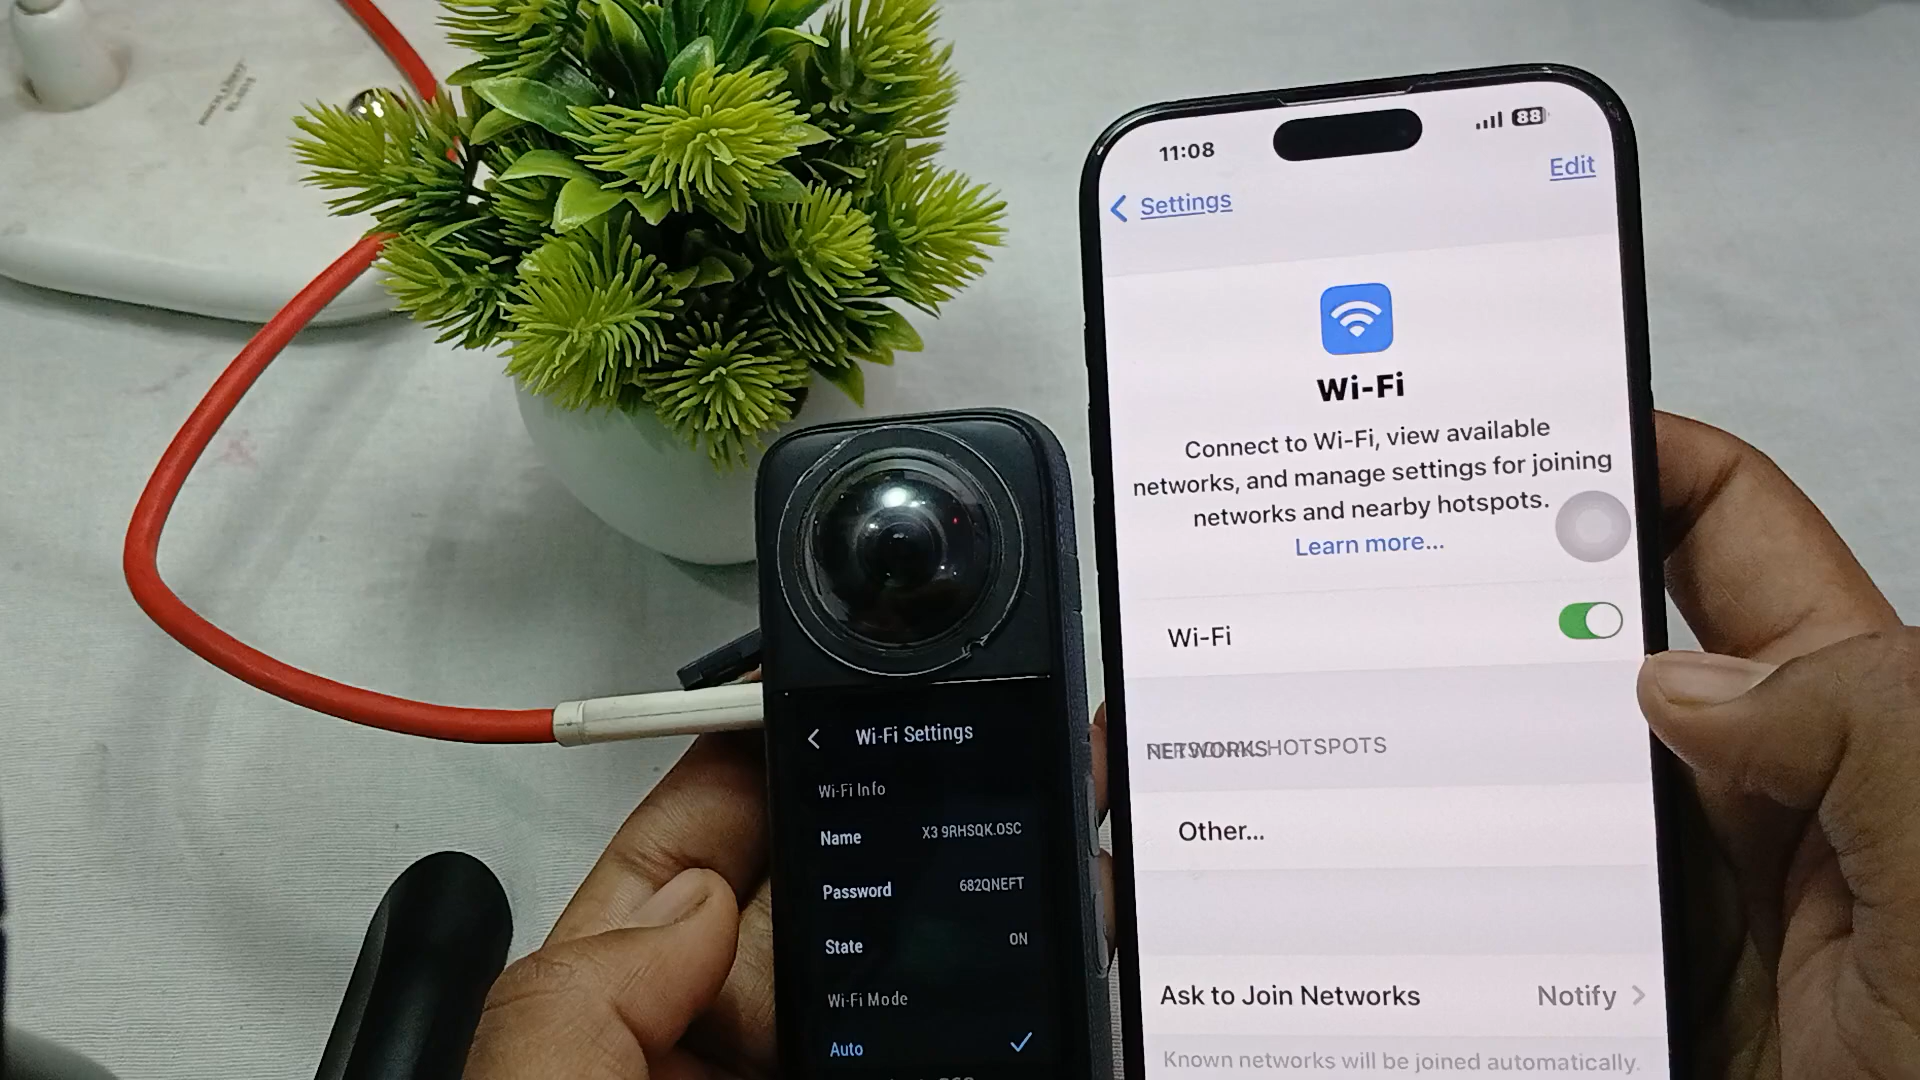 Wi-Fi Settings
Wi-Fi Info
Name X3 9RHSQK.OSC
Password 682QNEFT
State ON
Wi-Fi Mode
Auto
11:08
88
Settings
Edit
Wi-Fi
Connect to Wi-Fi, view available
networks, and manage settings for joining
networks and nearby hotspots.
Learn more...
Wi-Fi
NETWORKS HOTSPOTS
Other...
Ask to Join Networks Notify
Known networks will be joined automatically.